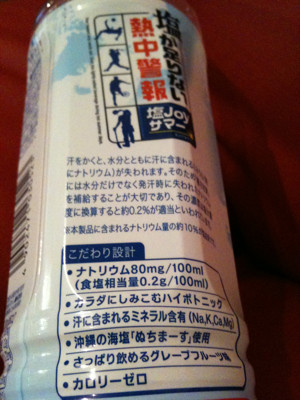 塩が足りない
熱中警報
塩Joy
サマー
汗をかくと、水分とともに汗に含まれる
にナトリウム)が失われます。そのため
には水分だけでなく発汗時に失われ
を補給することが大切であり、その濃
度に換算すると約0.2%が適当といわれ
※本製品に含まれるナトリウム量の約10%
こだわり設計
•ナトリウム80mg/100ml
(食塩相当量0.2g/100ml)
•カラダにしみこむハイポトニック
•汗に含まれるミネラル含有(Na,K,Ca,Mg)
•沖縄の海塩「ぬちまーす」使用
•さっぱり飲めるグレープフルーツ味
•カロリーゼロ